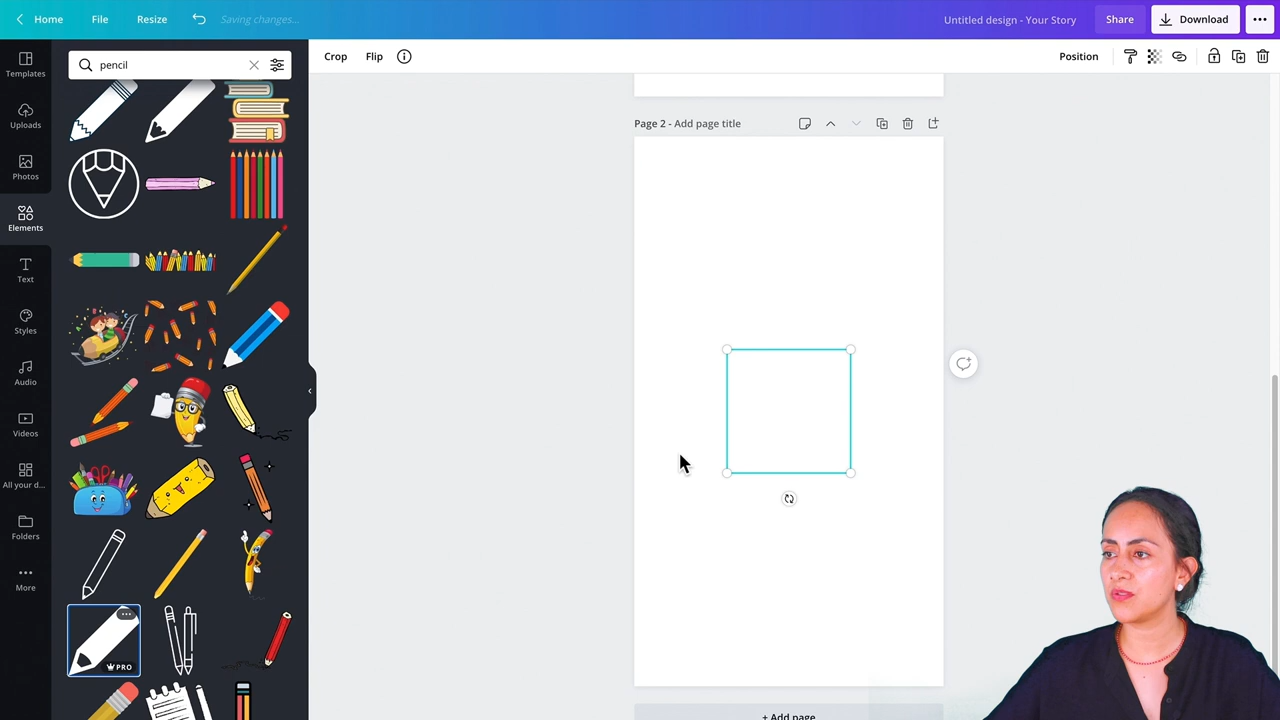 Home File Resize Saving changes... Untitled design - Your Story Share Download
Templates
Uploads
Photos
Elements
Text
Styles
Audio
Videos
All your d...
Folders
More
pencil
PRO
Crop Flip Position
Page 2 - Add page title
+ Add page